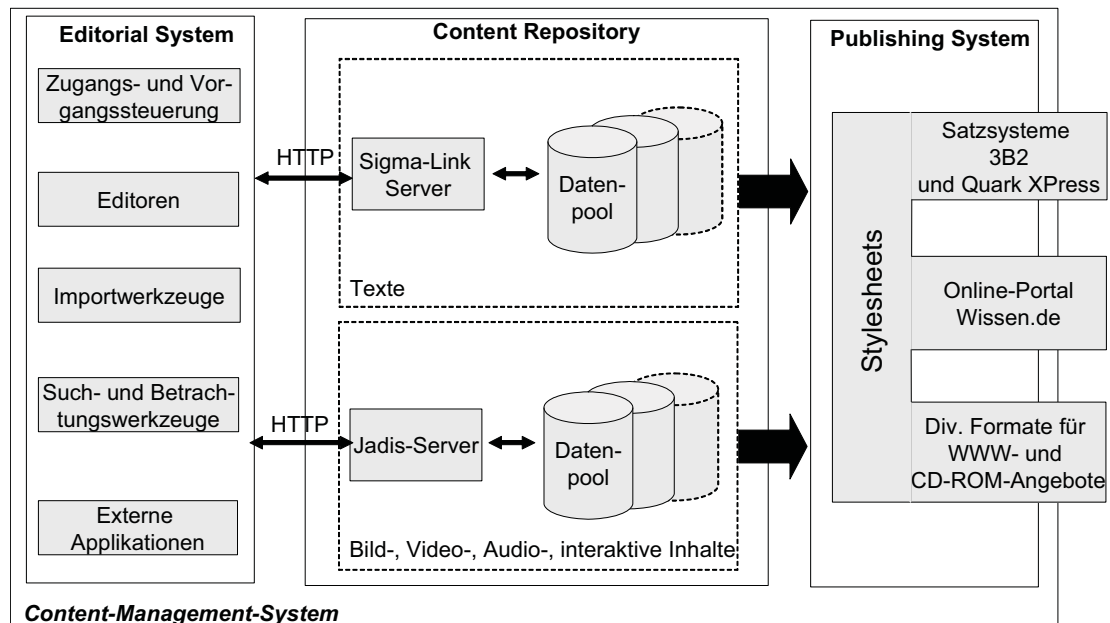 Editorial System
Zugangs- und Vor-
gangssteuerung
Editoren
Importwerkzeuge
Such- und Betrach-
tungswerkzeuge
Externe
Applikationen
HTTP
HTTP
Content Repository
Sigma-Link
Server
Daten-
pool
Texte
Jadis-Server
Daten-
pool
Bild-, Video-, Audio-, interaktive Inhalte
Publishing System
Stylesheets
Satzsysteme
3B2
und Quark XPress
Online-Portal
Wissen.de
Div. Formate für
WWW- und
CD-ROM-Angebote
Content-Management-System